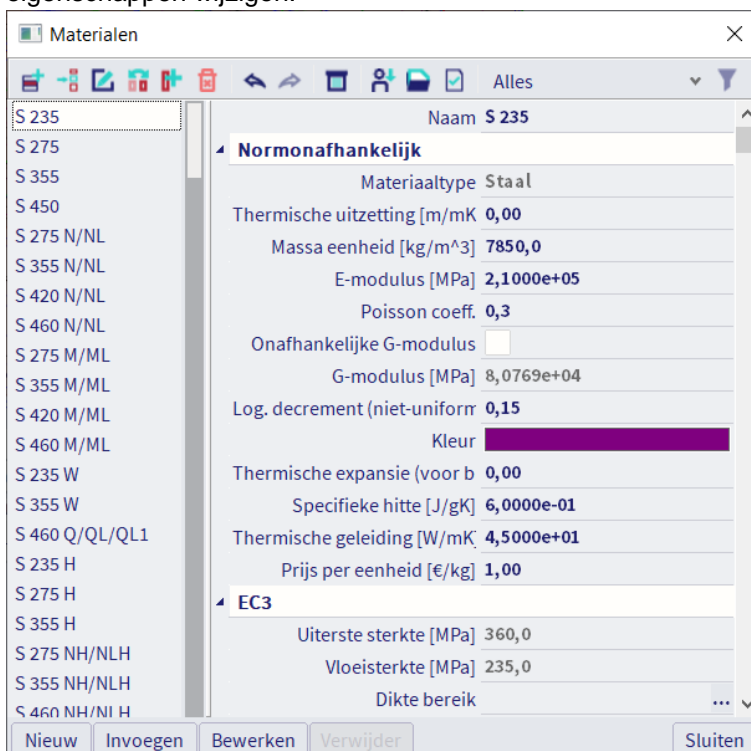 eigenschappen wijzigen.
Materialen
Alles
S 235
S 275
S 355
S 450
S 275 N/NL
S 355 N/NL
S 420 N/NL
S 460 N/NL
S 275 M/ML
S 355 M/ML
S 420 M/ML
S 460 M/ML
S 235 W
S 355 W
S 460 Q/QL/QL1
S 235 H
S 275 H
S 355 H
S 275 NH/NLH
S 355 NH/NLH
S 460 NH/NLH
Naam S 235
Normonafhankelijk
Materiaaltype Staal
Thermische uitzetting [m/mK 0,00
Massa eenheid [kg/m^3] 7850,0
E-modulus [MPa] 2,1000e+05
Poisson coeff. 0,3
Onafhankelijke G-modulus
G-modulus [MPa] 8,0769e+04
Log. decrement (niet-uniform 0,15
Kleur
Thermische expansie (voor b 0,00
Specifieke hitte [J/gK] 6,0000e-01
Thermische geleiding [W/mK] 4,5000e+01
Prijs per eenheid [€/kg] 1,00
EC3
Uiterste sterkte [MPa] 360,0
Vloeisterkte [MPa] 235,0
Dikte bereik ...
Nieuw Invoegen Bewerken Verwijder Sluiten